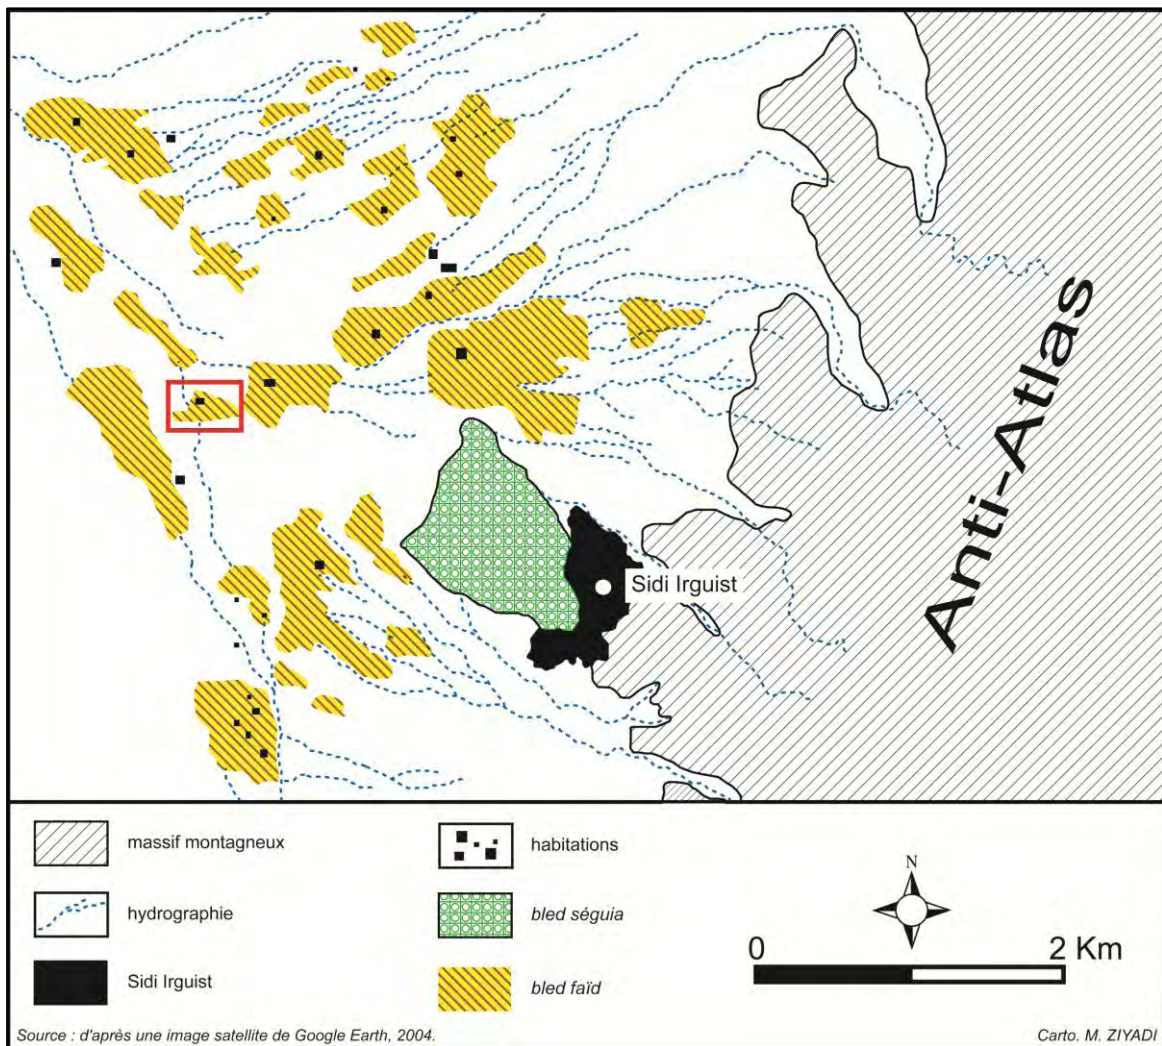 Anti-Atlas
Sidi Irguist
massif montagneux
hydrographie
Sidi Irguist
habitations
bled séguia
bled faïd
N
0 2 Km
Source : d'après une image satellite de Google Earth, 2004.
Carto. M. ZIYADI